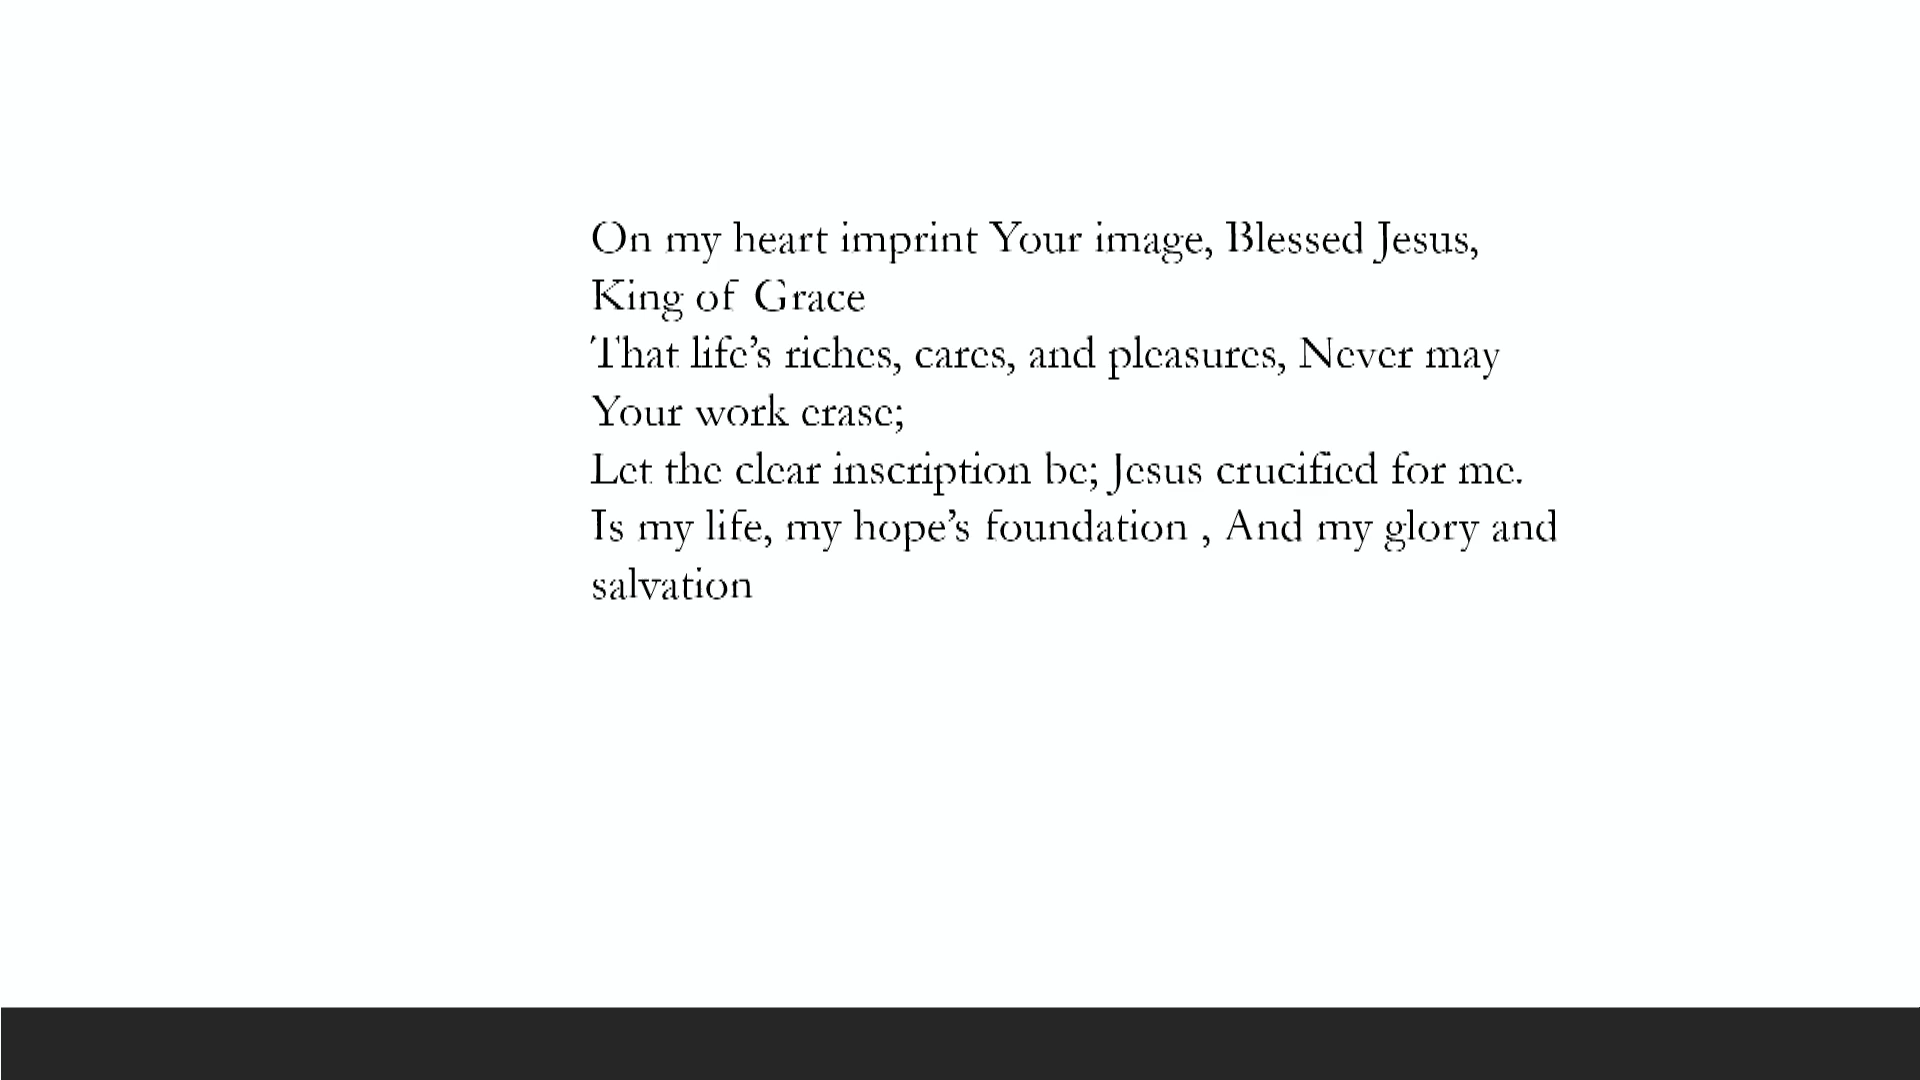 On my heart imprint Your image, Blessed Jesus,
King of Grace
That life’s riches, cares, and pleasures, Never may
Your work erase;
Let the clear inscription be; Jesus crucified for me.
Is my life, my hope’s foundation , And my glory and
salvation